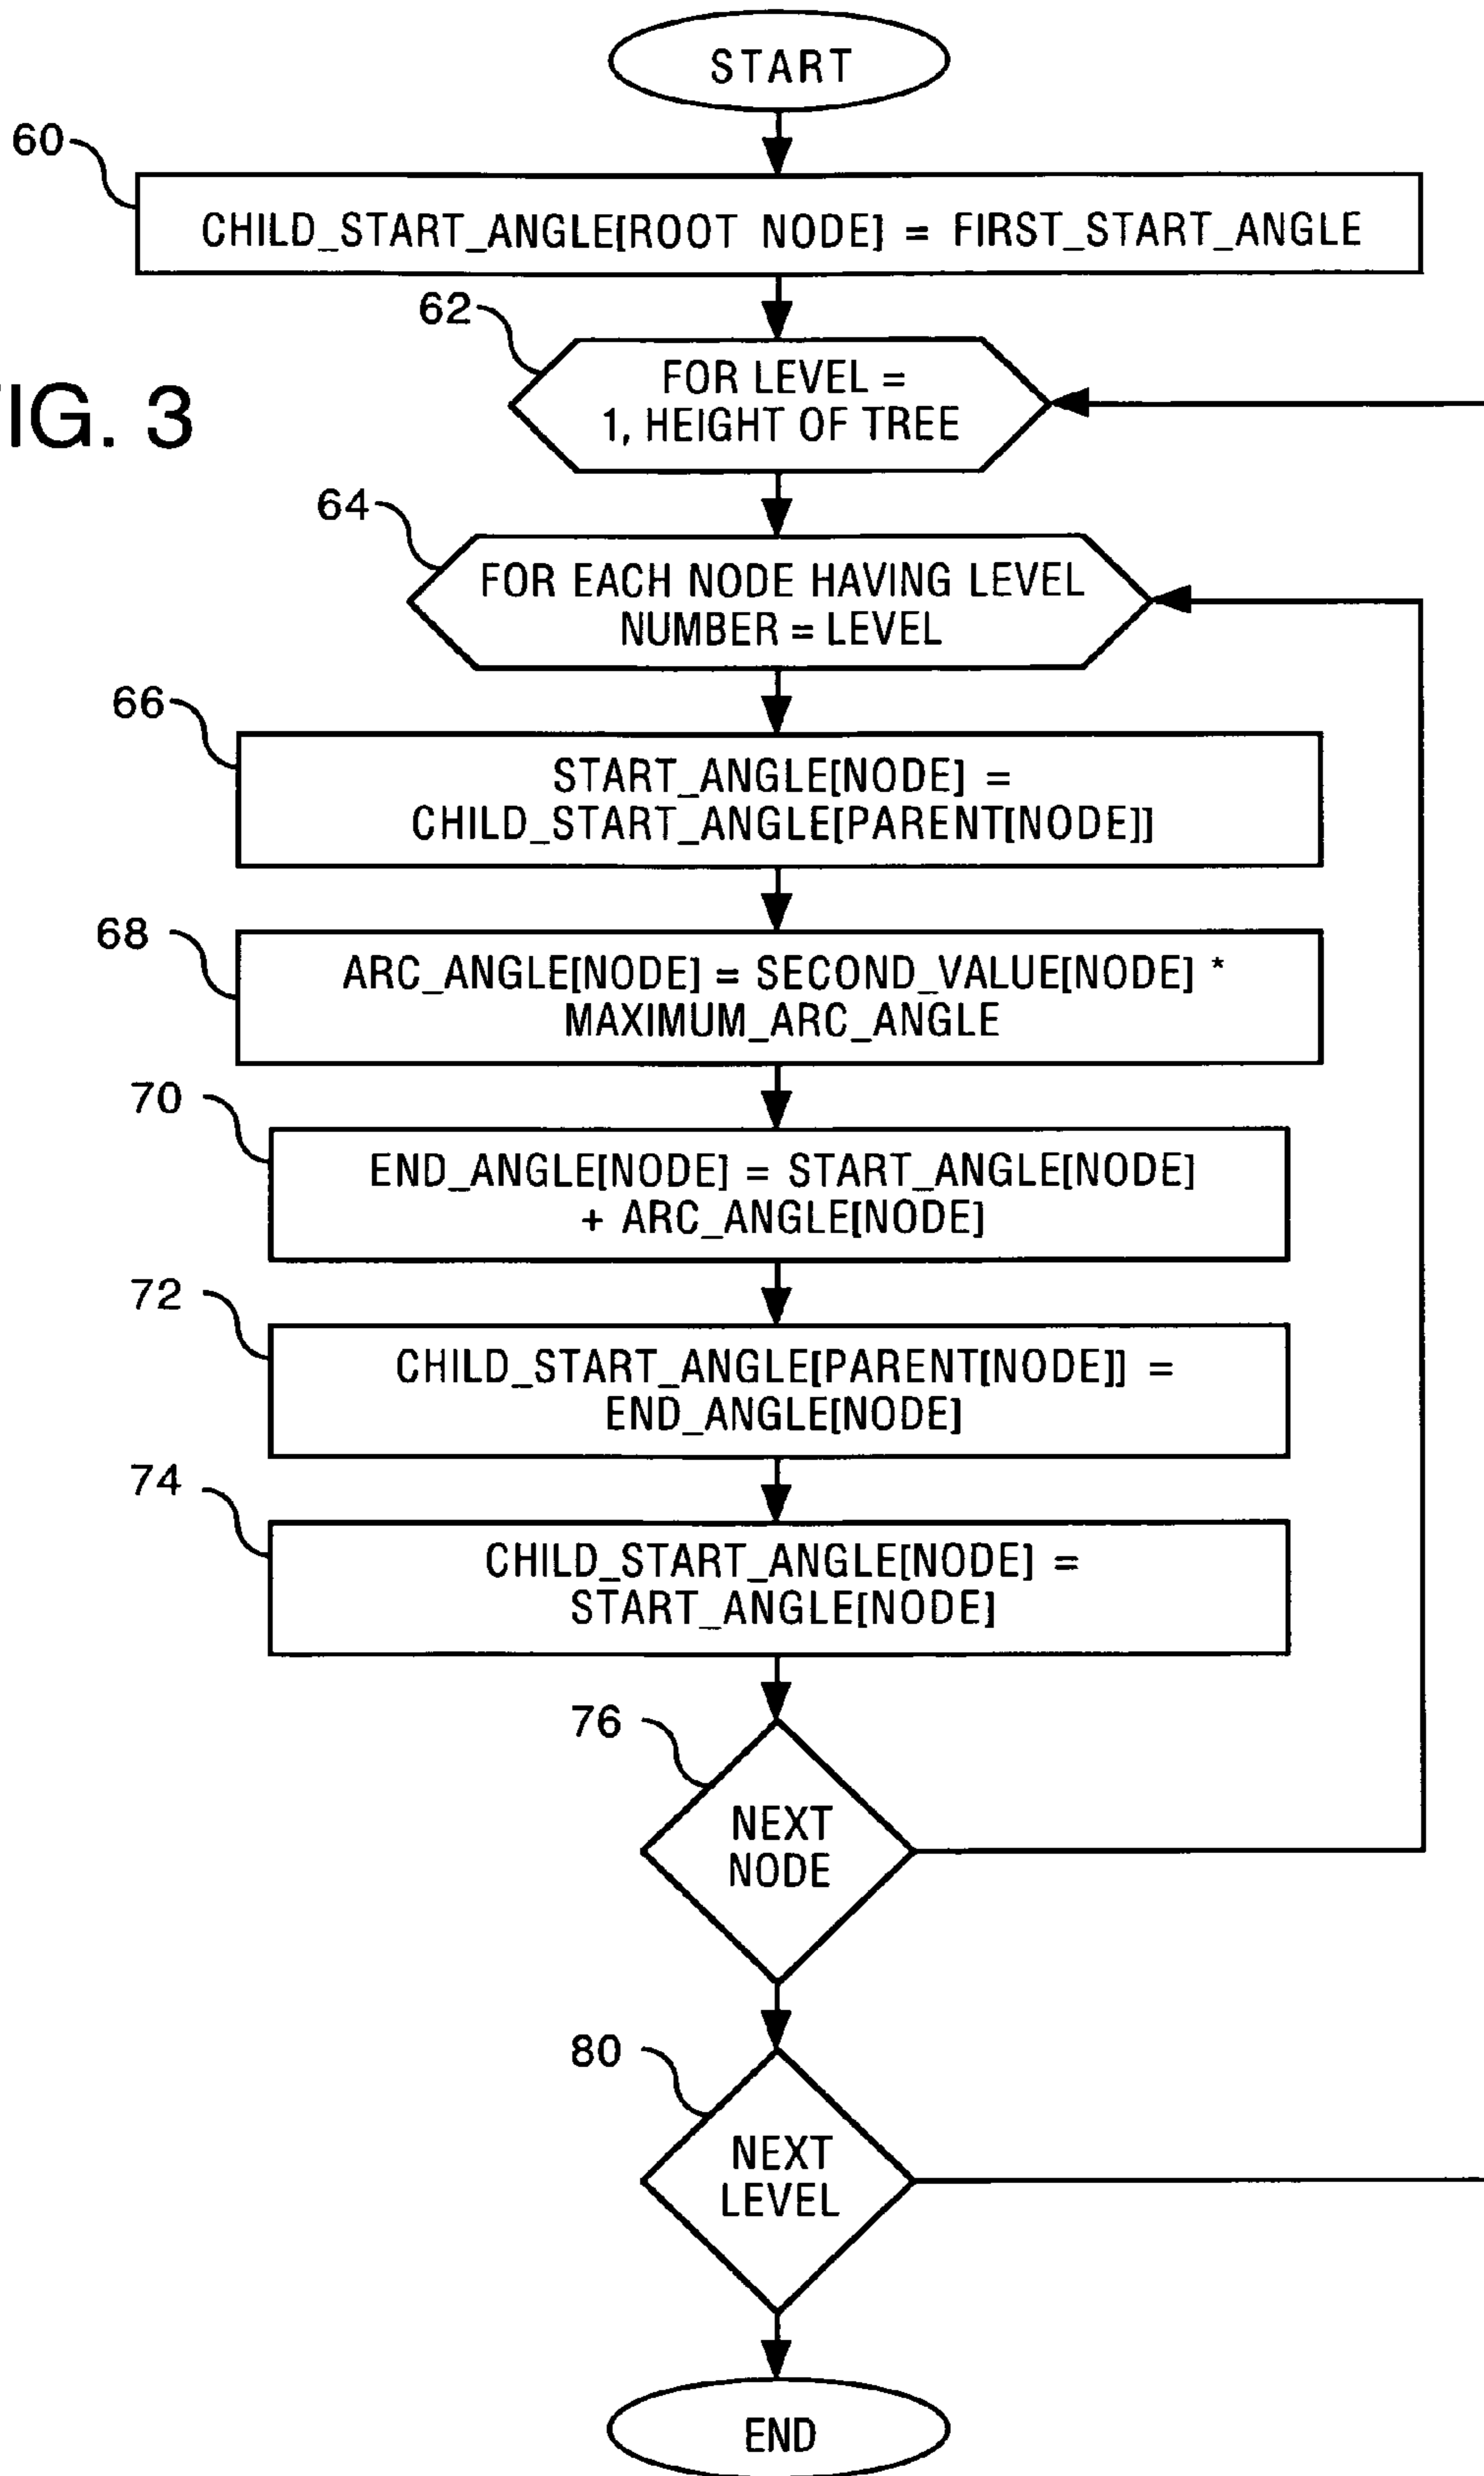 START
60
CHILD_START_ANGLE[ROOT NODE] = FIRST_START_ANGLE
62
FOR LEVEL =
1, HEIGHT OF TREE
IG. 3
64
FOR EACH NODE HAVING LEVEL
NUMBER = LEVEL
66
START_ANGLE[NODE] =
CHILD_START_ANGLE[PARENT[NODE]]
68
ARC_ANGLE[NODE] = SECOND_VALUE[NODE] *
MAXIMUM_ARC_ANGLE
70
END_ANGLE[NODE] = START_ANGLE[NODE]
+ ARC_ANGLE[NODE]
72
CHILD_START_ANGLE[PARENT[NODE]] =
END_ANGLE[NODE]
74
CHILD_START_ANGLE[NODE] =
START_ANGLE[NODE]
76
NEXT
NODE
80
NEXT
LEVEL
END